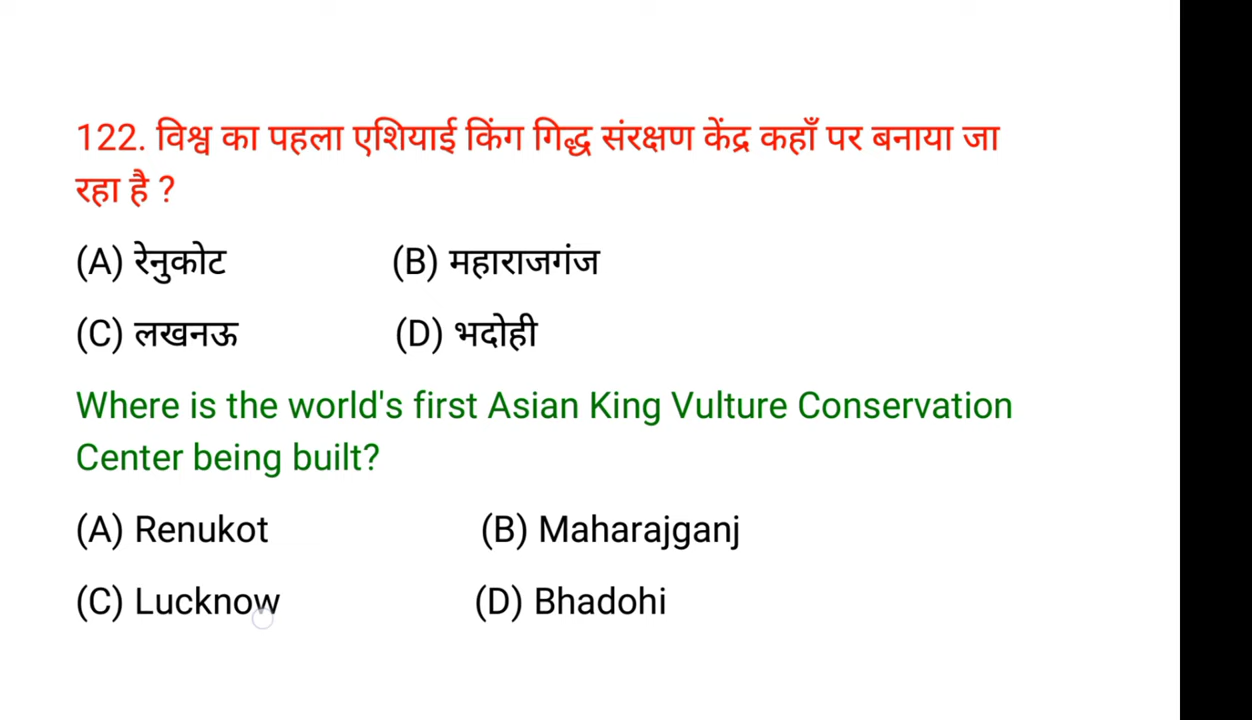 122. विश्व का पहला एशियाई किंग गिद्ध संरक्षण केंद्र कहाँ पर बनाया जा
रहा है ?
(A) रेनुकोट (B) महाराजगंज
(C) लखनऊ (D) भदोही
Where is the world's first Asian King Vulture Conservation
Center being built?
(A) Renukot (B) Maharajganj
(C) Lucknow (D) Bhadohi